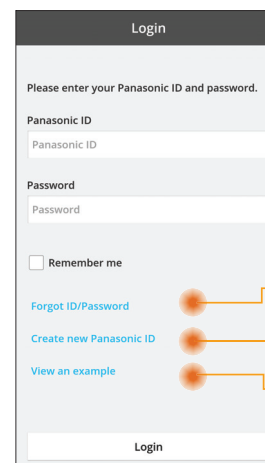 Login
Please enter your Panasonic ID and password.
Panasonic ID
Panasonic ID
Password
Password
Remember me
Forgot ID/Password
Create new Panasonic ID
View an example
Login